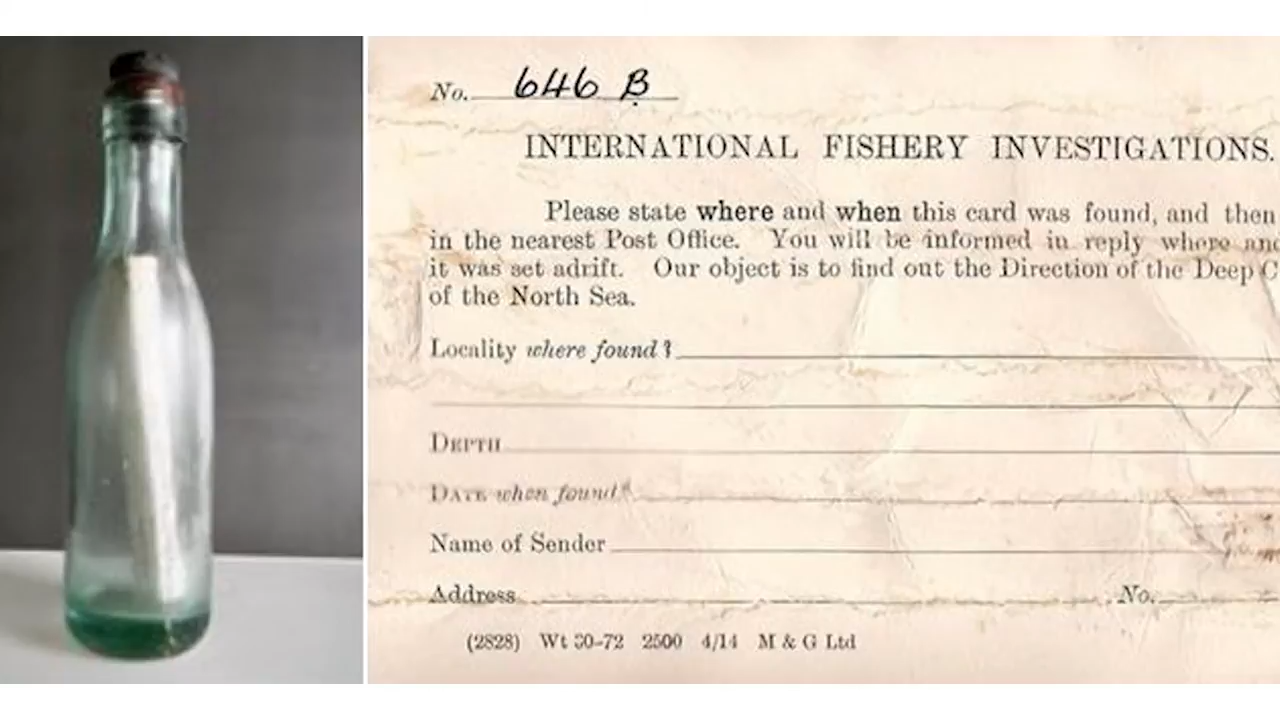 No. 646 B
INTERNATIONAL FISHERY INVESTIGATIONS.
Please state where and when this card was found, and then
in the nearest Post Office. You will be informed in reply where and
it was set adrift. Our object is to find out the Direction of the Deep C
of the North Sea.
Locality where found?
DEPTH
DATE when found?
Name of Sender
Address No.
(2828) Wt 30-72 2500 4/14 M & G Ltd